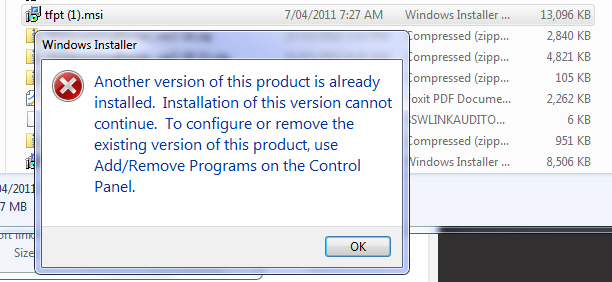 tfpt (1).msi 7/04/2011 7:27 AM Windows Installer ... 13,096 KB
Compressed (zipp... 2,840 KB
Windows Installer
Compressed (zipp... 4,821 KB
Compressed (zipp... 105 KB
Another version of this product is already
oxit PDF Docume... 2,262 KB
installed. Installation of this version cannot
SWLINKAUDITO... 6 KB
continue. To configure or remove the
Compressed (zipp... 951 KB
existing version of this product, use
Windows Installer ... 8,506 KB
Add/Remove Programs on the Control
Panel.
/04/2011
7 MB
ort link
Size
OK